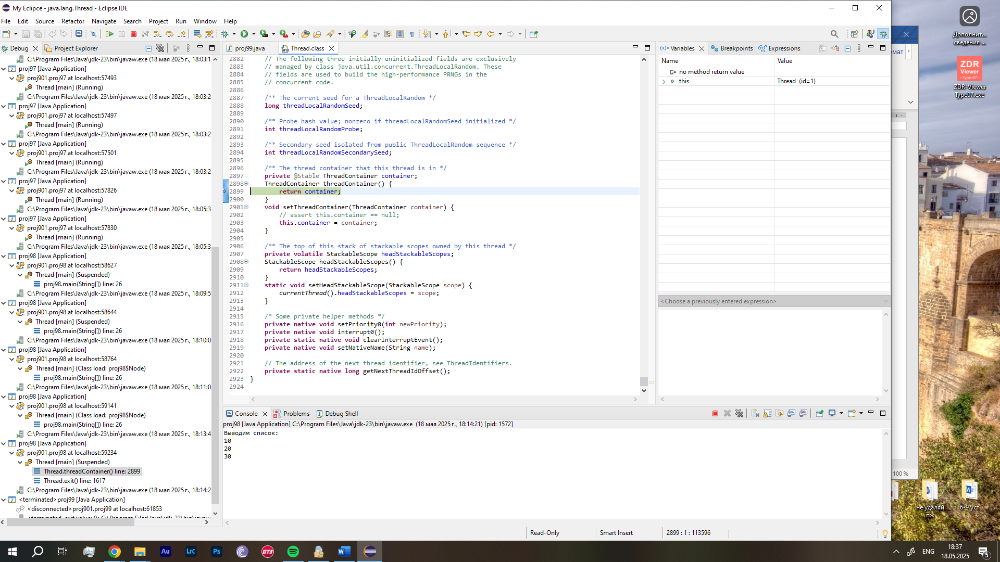 My Eclipce - java.lang.Thread - Eclipse IDE
File Edit Source Refactor Navigate Search Project Run Window Help
Debug
Project Explorer
C:\Program Files\Java\jdk-23\bin\javaw.exe (18 мая 2025 г., 18:03:1
proj97 [Java Application]
proj901.proj97 at localhost:57493
Thread [main] (Running)
C:\Program Files\Java\jdk-23\bin\javaw.exe (18 мая 2025 г., 18:03:2
proj97 [Java Application]
proj901.proj97 at localhost:57497
Thread [main] (Running)
C:\Program Files\Java\jdk-23\bin\javaw.exe (18 мая 2025 г., 18:03:2
proj97 [Java Application]
proj901.proj97 at localhost:57501
Thread [main] (Running)
C:\Program Files\Java\jdk-23\bin\javaw.exe (18 мая 2025 г., 18:03:2
proj97 [Java Application]
proj901.proj97 at localhost:57826
Thread [main] (Running)
C:\Program Files\Java\jdk-23\bin\javaw.exe (18 мая 2025 г., 18:05:3
proj97 [Java Application]
proj901.proj97 at localhost:57830
Thread [main] (Running)
C:\Program Files\Java\jdk-23\bin\javaw.exe (18 мая 2025 г., 18:05:3
proj98 [Java Application]
proj901.proj98 at localhost:58627
Thread [main] (Suspended)
proj98.main(String[]) line: 26
C:\Program Files\Java\jdk-23\bin\javaw.exe (18 мая 2025 г., 18:09:5
proj98 [Java Application]
proj901.proj98 at localhost:58644
Thread [main] (Suspended)
proj98.main(String[]) line: 26
C:\Program Files\Java\jdk-23\bin\javaw.exe (18 мая 2025 г., 18:10:0
proj98 [Java Application]
proj901.proj98 at localhost:58764
Thread [main] (Class load: proj98$Node)
proj98.main(String[]) line: 26
C:\Program Files\Java\jdk-23\bin\javaw.exe (18 мая 2025 г., 18:11:0
proj98 [Java Application]
proj901.proj98 at localhost:59141
Thread [main] (Class load: proj98$Node)
proj98.main(String[]) line: 26
C:\Program Files\Java\jdk-23\bin\javaw.exe (18 мая 2025 г., 18:13:4
proj98 [Java Application]
proj901.proj98 at localhost:59234
Thread [main] (Suspended)
Thread.threadContainer() line: 2899
Thread.exit() line: 1617
C:\Program Files\Java\jdk-23\bin\javaw.exe (18 мая 2025 г., 18:14:2
<terminated>proj99 [Java Application]
<disconnected>proj901.proj99 at localhost:61853
proj99.java
Thread.class
2882 // The following three initially uninitialized fields are exclusively
2883 // managed by class java.util.concurrent.ThreadLocalRandom. These
2884 // fields are used to build the high-performance PRNGs in the
2885 // concurrent code.
2886
2887 /** The current seed for a ThreadLocalRandom */
2888 long threadLocalRandomSeed;
2889
2890 /** Probe hash value; nonzero if threadLocalRandomSeed initialized */
2891 int threadLocalRandomProbe;
2892
2893 /** Secondary seed isolated from public ThreadLocalRandom sequence */
2894 int threadLocalRandomSecondarySeed;
2895
2896 /** The thread container that this thread is in */
2897 private @Stable ThreadContainer container;
2898 ThreadContainer threadContainer() {
2899 return container;
2900 }
2901 void setThreadContainer(ThreadContainer container) {
2902 // assert this.container == null;
2903 this.container = container;
2904 }
2905
2906 /** The top of this stack of stackable scopes owned by this thread */
2907 private volatile StackableScope headStackableScopes;
2908 StackableScope headStackableScopes() {
2909 return headStackableScopes;
2910 }
2911 static void setHeadStackableScope(StackableScope scope) {
2912 currentThread().headStackableScopes = scope;
2913 }
2914
2915 /* Some private helper methods */
2916 private native void setPriority0(int newPriority);
2917 private native void interrupt0();
2918 private static native void clearInterruptEvent();
2919 private native void setNativeName(String name);
2920
2921 // The address of the next thread identifier, see ThreadIdentifiers.
2922 private static native long getNextThreadIdOffset();
2923 }
2924
(x)= Variables
Breakpoints
Expressions
Name Value
no method return value
this Thread (id=1)
<Choose a previously entered expression>
Console
Problems
Debug Shell
proj98 [Java Application] C:\Program Files\Java\jdk-23\bin\javaw.exe (18 мая 2025 г., 18:14:21) [pid: 1572]
Выводим список:
10
20
30
Read-Only
Smart Insert
2899 : 1 : 113596
мат
100 %
Дополнит...
сведения ...
ZDR
Viewer
~Type 07~
ZDR-Viewer
Type07.exe
не удаляй
пж
6-9 уст
Au
Lrc
Ps
GT3
ENG
18:37
18.05.2025
5